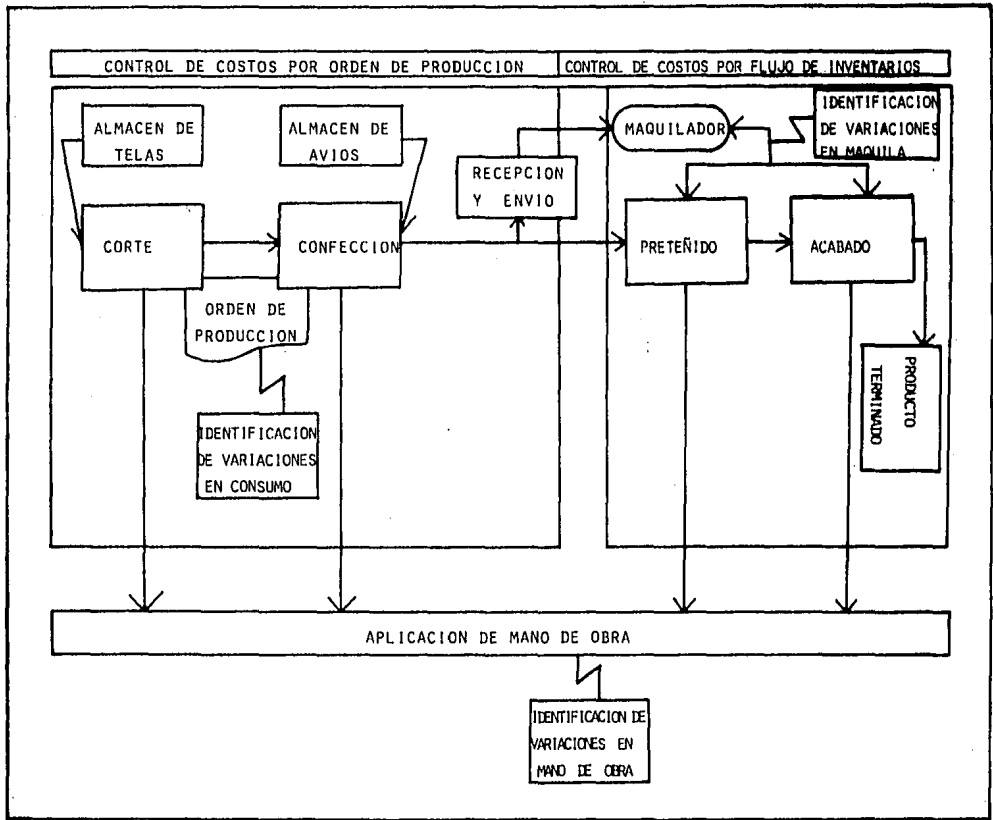 CONTROL DE COSTOS POR ORDEN DE PRODUCCION
CONTROL DE COSTOS POR FLUJO DE INVENTARIOS
ALMACEN DE
TELAS
ALMACEN DE
AVIOS
MAQUILADOR
IDENTIFICACION
DE VARIACIONES
EN MAQUILA
RECEPCION
Y ENVIO
CORTE
CONFECCION
PRETEÑIDO
ACABADO
ORDEN DE
PRODUCCION
PRODUCTO
TERMINADO
IDENTIFICACION
DE VARIACIONES
EN CONSUMO
APLICACION DE MANO DE OBRA
IDENTIFICACION DE
VARIACIONES EN
MANO DE OBRA